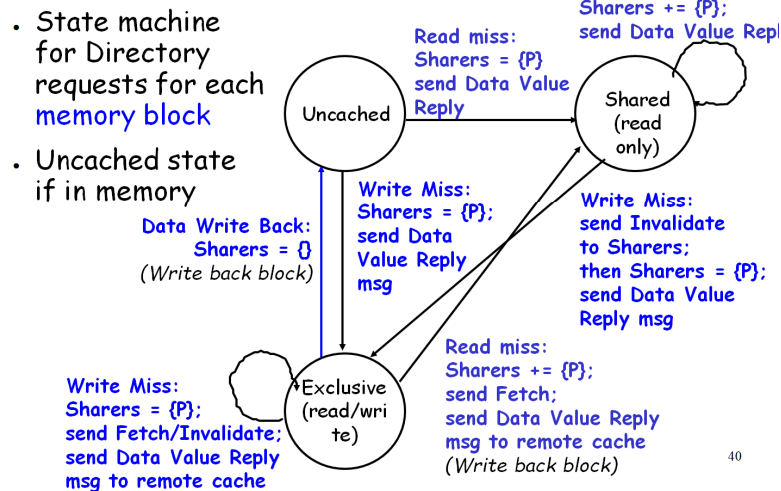 • State machine
for Directory
requests for each
memory block
• Uncached state
if in memory
Sharers += {P};
send Data Value Repl
Read miss:
Sharers = {P}
send Data Value
Reply
Uncached
Shared
(read
only)
Write Miss:
Sharers = {P};
send Data
Value Reply
msg
Data Write Back:
Sharers = {}
(Write back block)
Write Miss:
send Invalidate
to Sharers;
then Sharers = {P};
send Data Value
Reply msg
Read miss:
Sharers += {P};
send Fetch;
send Data Value Reply
msg to remote cache
(Write back block)
Exclusive
(read/wri
te)
Write Miss:
Sharers = {P};
send Fetch/Invalidate;
send Data Value Reply
msg to remote cache
40